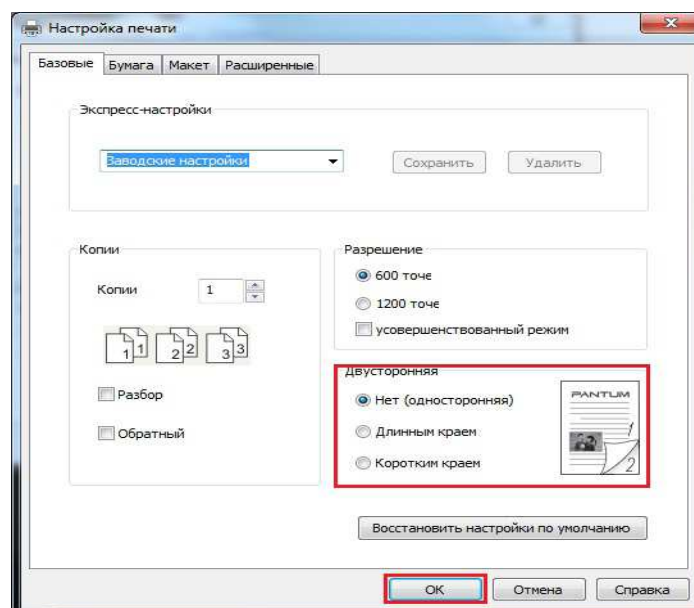 Настройка печати
Базовые Бумага Макет Расширенные
Экспресс-настройки
Заводские настройки Сохранить Удалить
Копии
Копии 1
1 1 2 2 3 3
Разбор
Обратный
Разрешение
600 точе
1200 точе
усовершенствованный режим
Двусторонняя
Нет (односторонняя)
Длинным краем
Коротким краем
PANTUM
1
2
Восстановить настройки по умолчанию
OK Отмена Справка